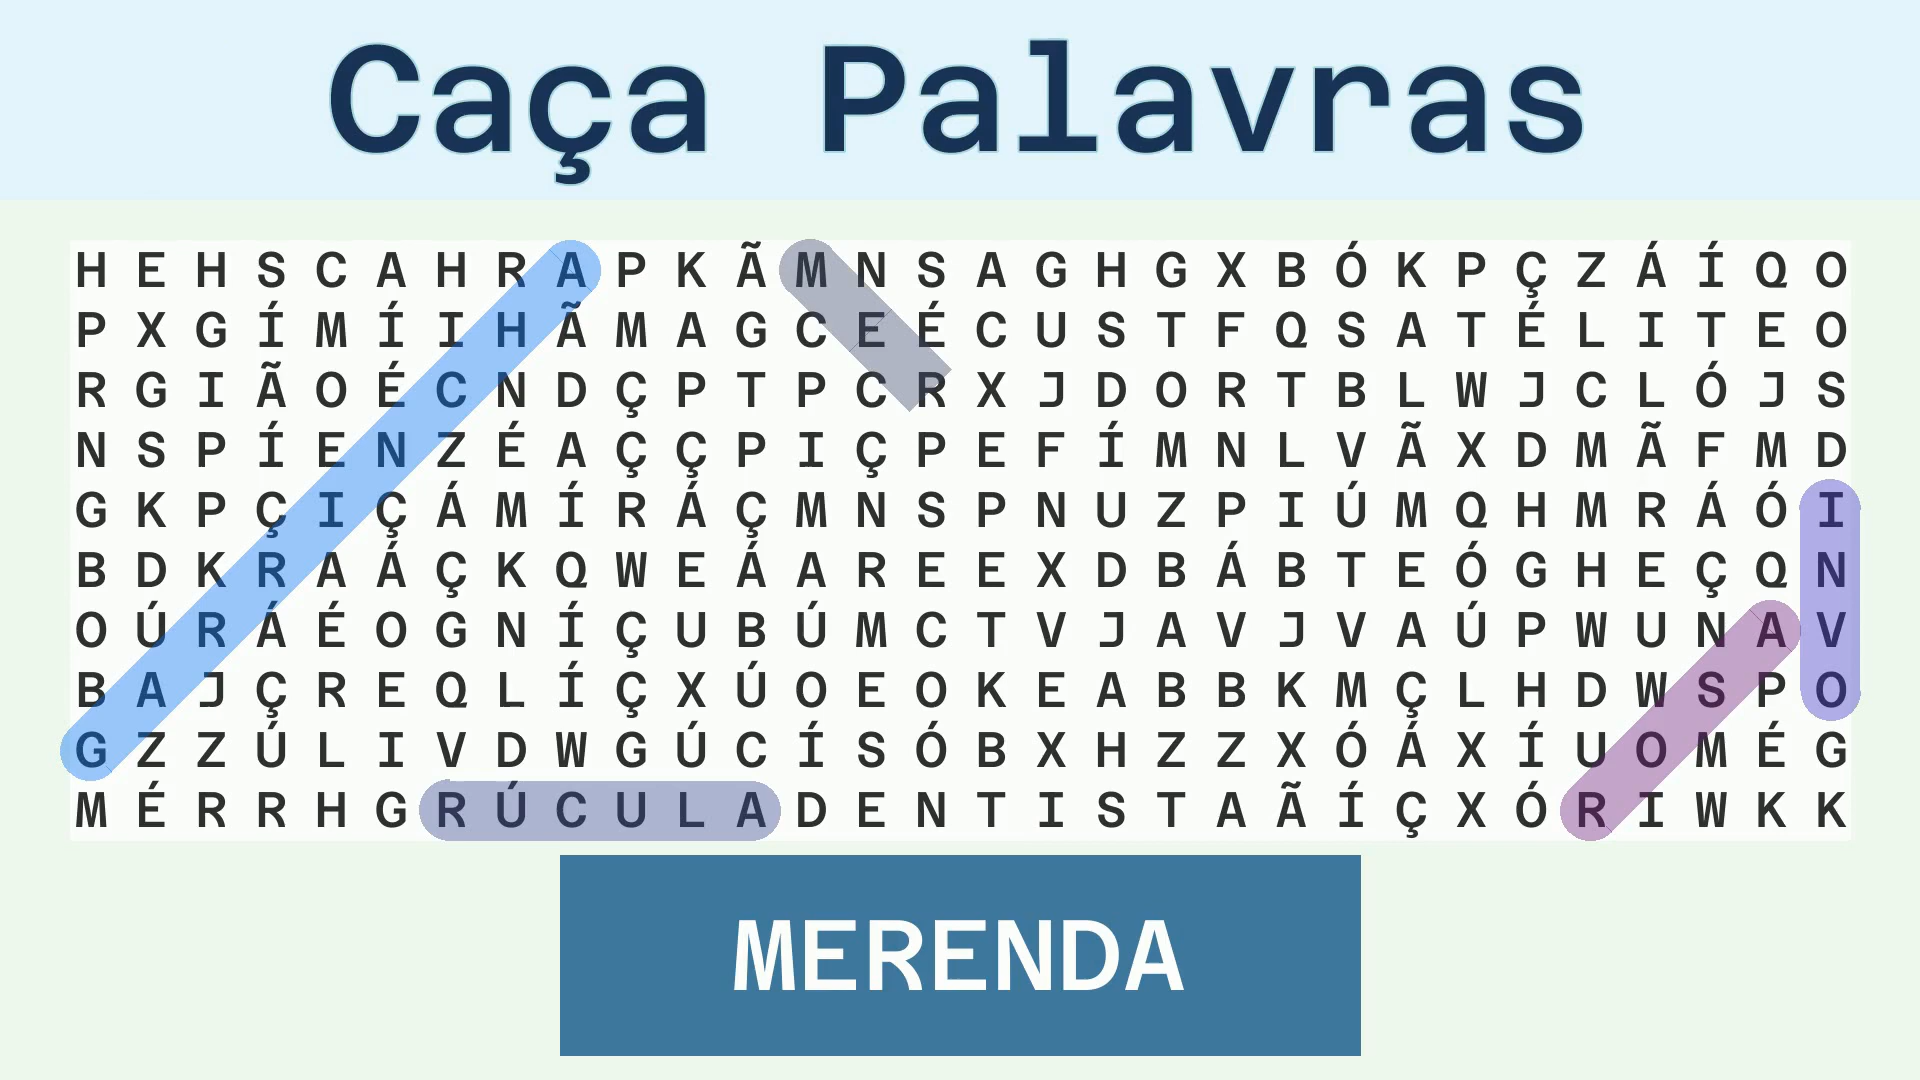 Caça Palavras
H E H S C A H R A P K Ã M N S A G H G X B Ó K P Ç Z Á Í Q O
P X G Í M Í I H Ã M A G C E É C U S T F Q S A T É L I T E O
R G I Ã O É C N D Ç P T P C R X J D O R T B L W J C L Ó J S
N S P Í E N Z É A Ç Ç P I Ç P E F Í M N L V Ã X D M Ã F M D
G K P Ç I Ç Á M Í R Á Ç M N S P N U Z P I Ú M Q H M R Á Ó I
B D K R A Á Ç K Q W E Á A R E E X D B Á B T E Ó G H E Ç Q N
O Ú R Á É O G N Í Ç U B Ú M C T V J A V J V A Ú P W U N A V
B A J Ç R E Q L Í Ç X Ú O E O K E A B B K M Ç L H D W S P O
G Z Z Ú L I V D W G Ú C Í S Ó B X H Z Z X Ó Á X Í U O M É G
M É R R H G R Ú C U L A D E N T I S T A Ã Í Ç X Ó R I W K K
MERENDA